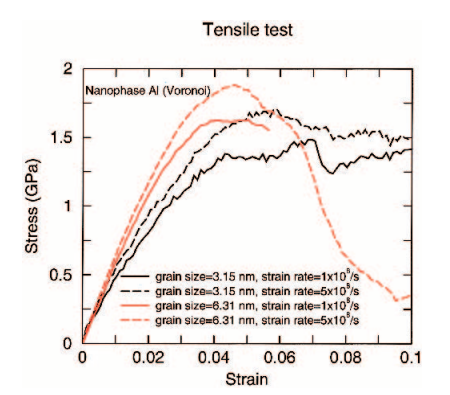 Tensile test
Nanophase Al (Voronoi)
Stress (GPa)
2
1.5
1
0.5
0
grain size=3.15 nm, strain rate=1x10⁸/s
grain size=3.15 nm, strain rate=5x10⁸/s
grain size=6.31 nm, strain rate=1x10⁸/s
grain size=6.31 nm, strain rate=5x10⁸/s
0 0.02 0.04 0.06 0.08 0.1
Strain